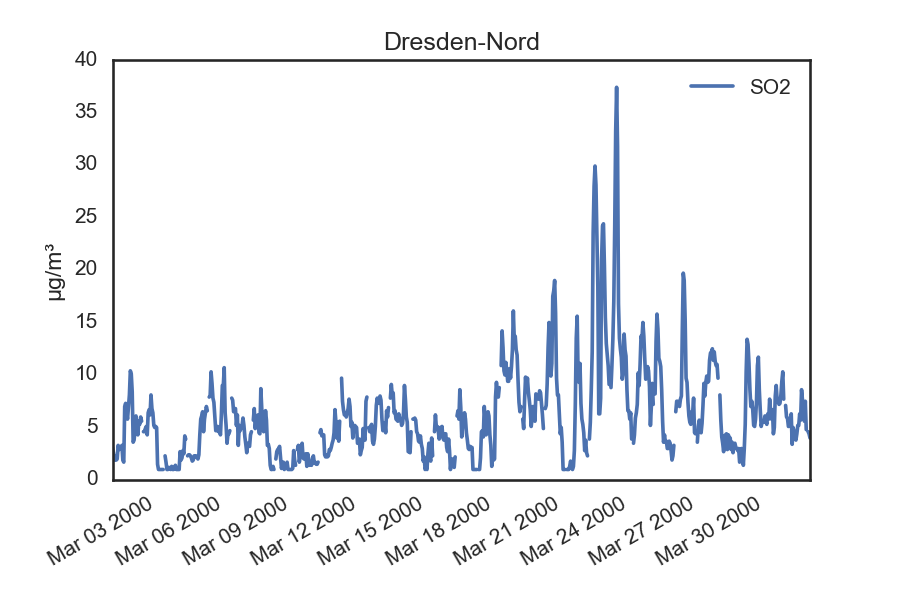 Dresden-Nord
40
35
30
25
20
15
10
5
0
µg/m³
SO2
Mar 03 2000
Mar 06 2000
Mar 09 2000
Mar 12 2000
Mar 15 2000
Mar 18 2000
Mar 21 2000
Mar 24 2000
Mar 27 2000
Mar 30 2000